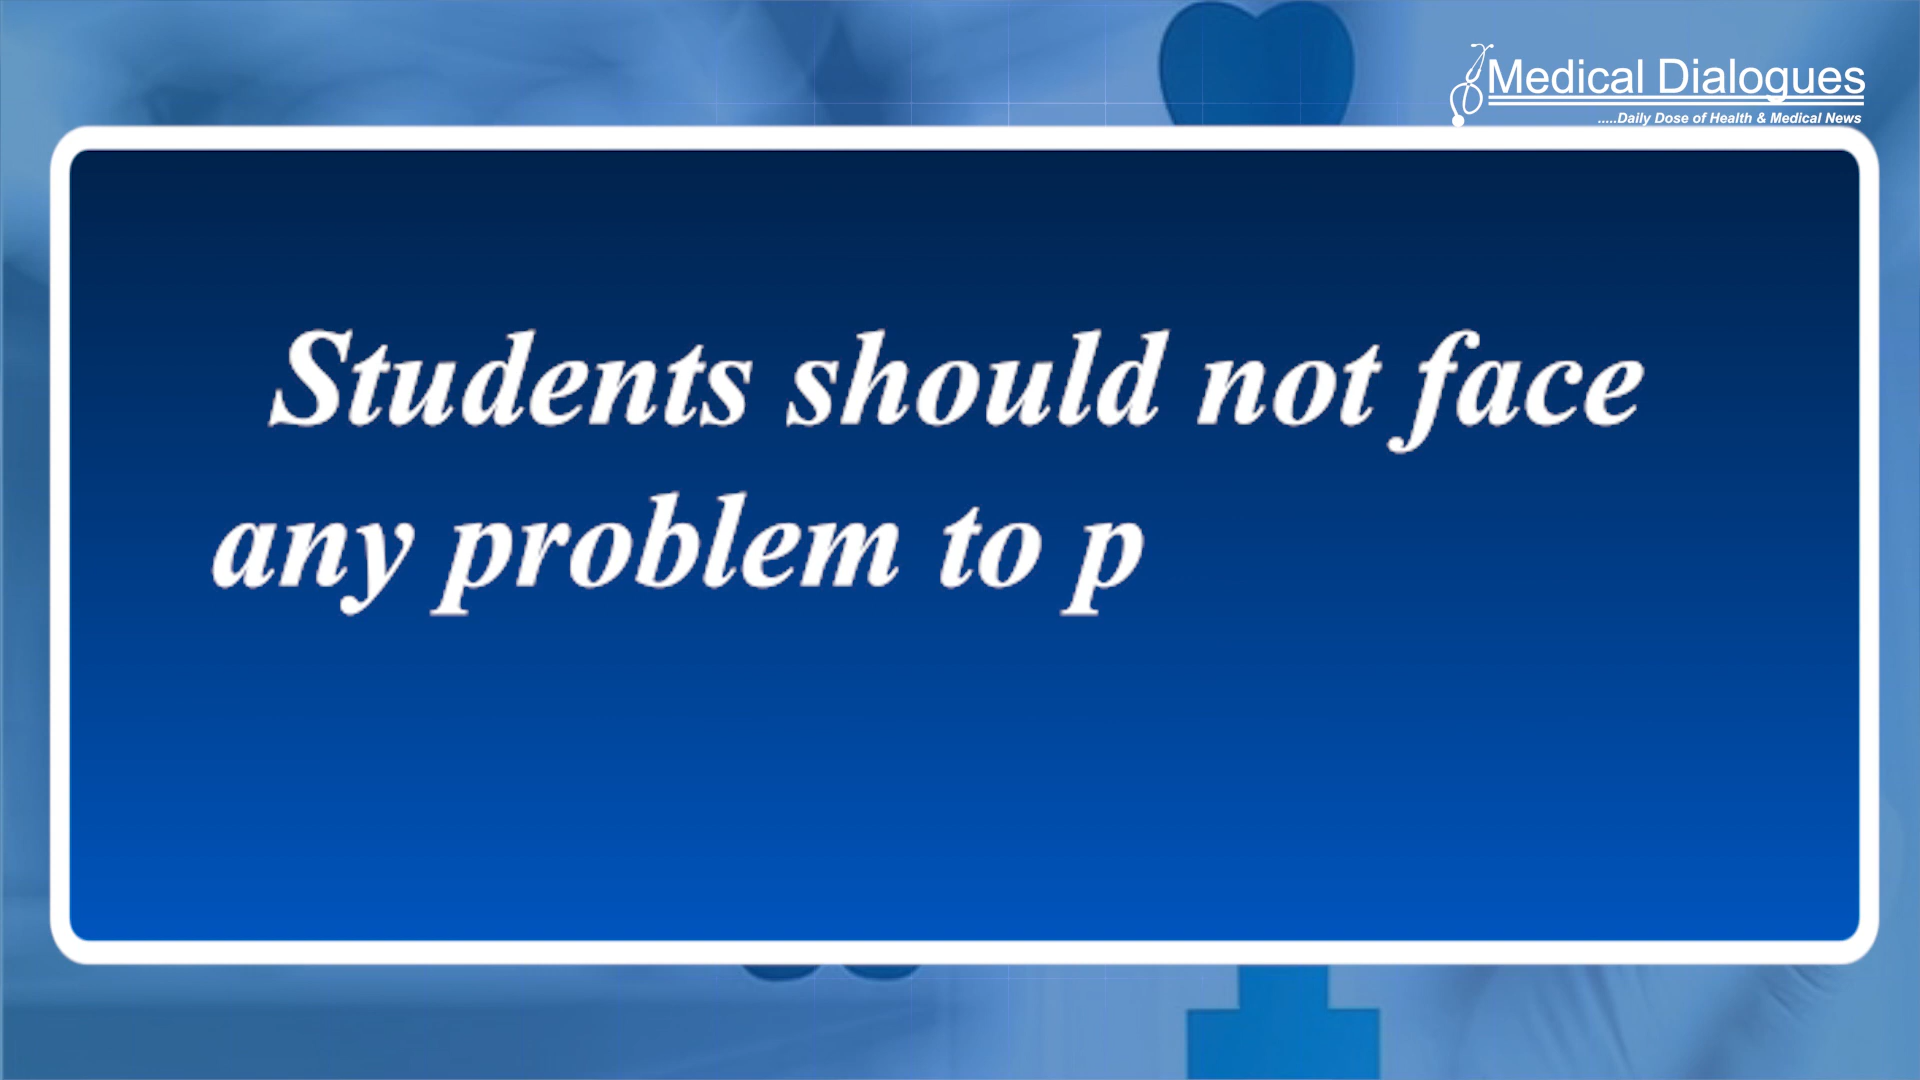 Medical Dialogues
.....Daily Dose of Health & Medical News
Students should not face
any problem to p